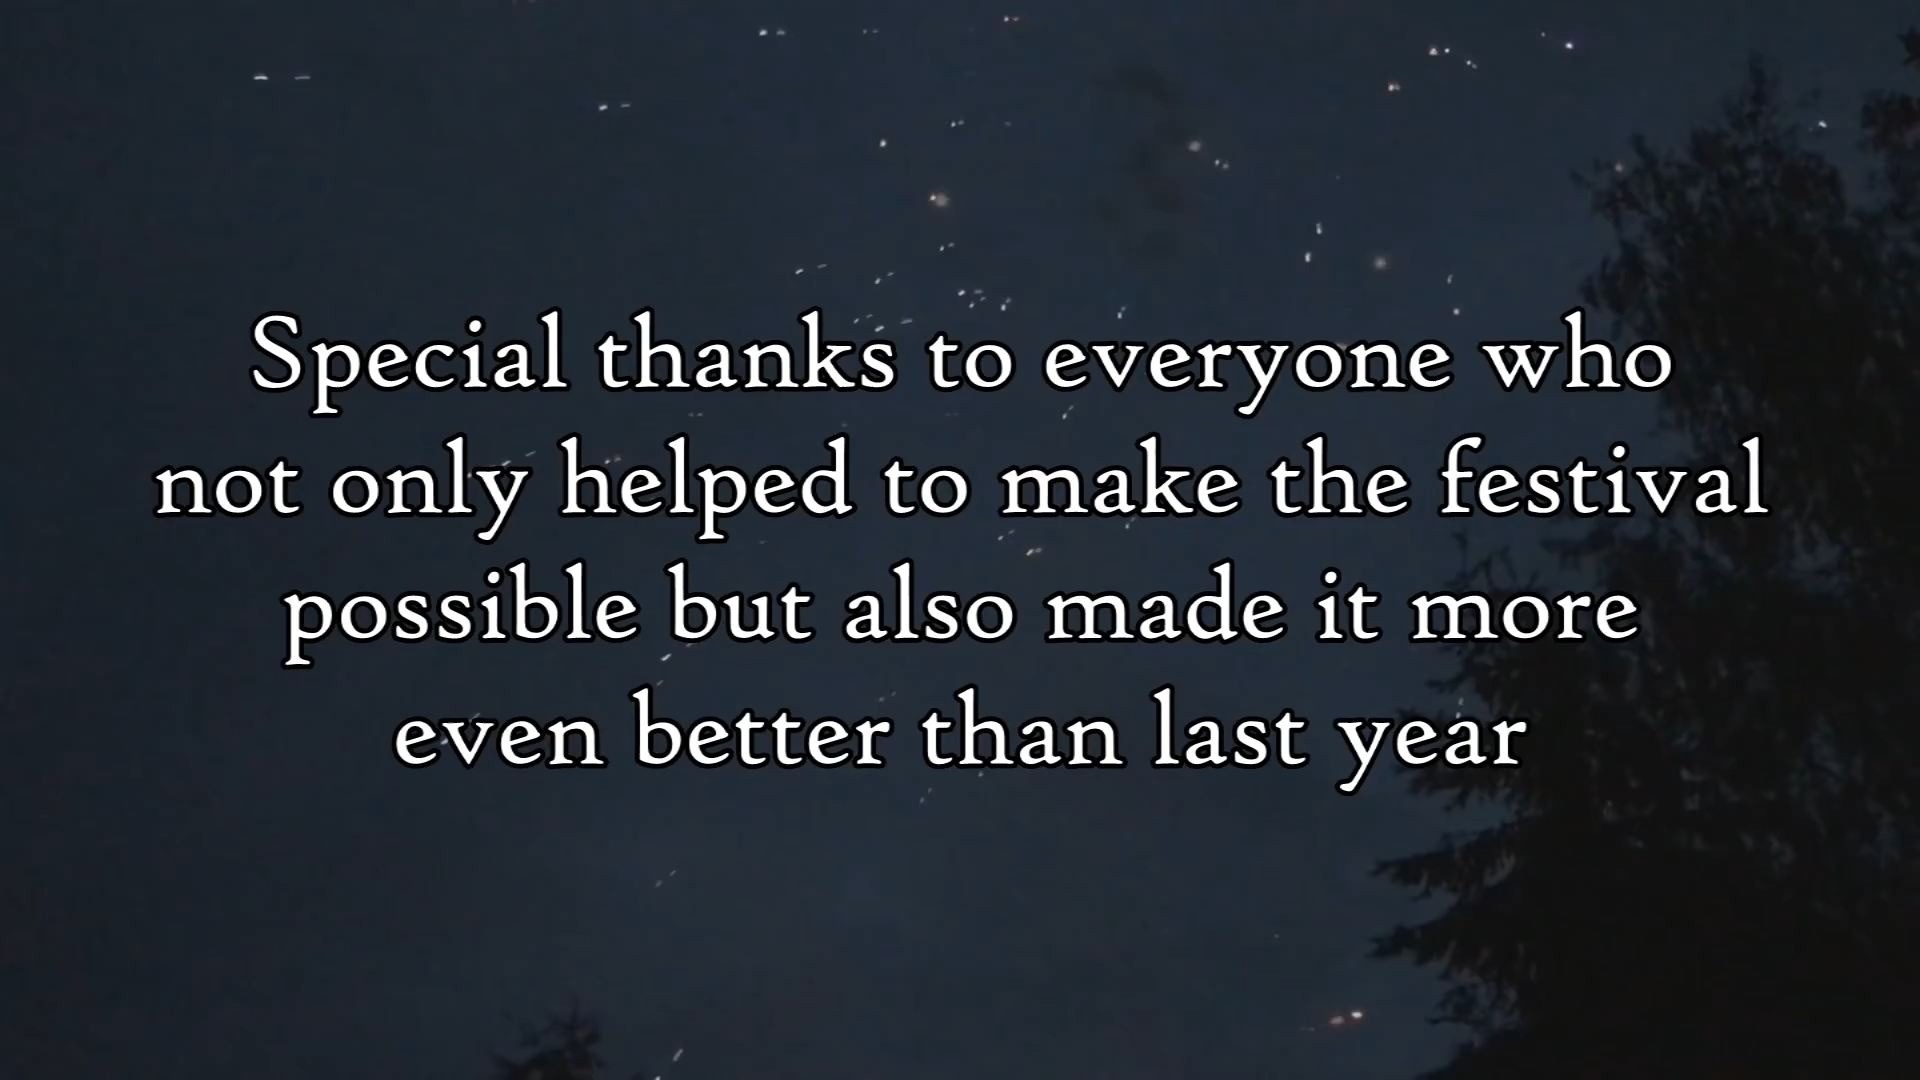 Special thanks to everyone who
not only helped to make the festival
possible but also made it more
even better than last year